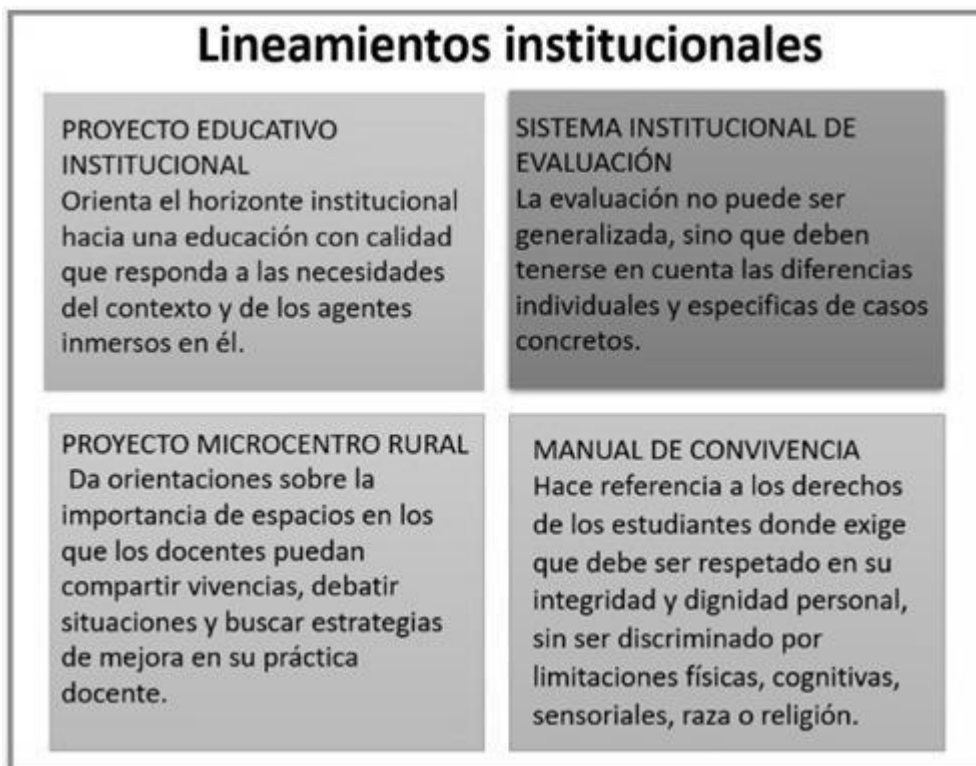 Lineamientos institucionales
PROYECTO EDUCATIVO
INSTITUCIONAL
Orienta el horizonte institucional
hacia una educación con calidad
que responda a las necesidades
del contexto y de los agentes
inmersos en él.
SISTEMA INSTITUCIONAL DE
EVALUACIÓN
La evaluación no puede ser
generalizada, sino que deben
tenerse en cuenta las diferencias
individuales y especificas de casos
concretos.
PROYECTO MICROCENTRO RURAL
Da orientaciones sobre la
importancia de espacios en los
que los docentes puedan
compartir vivencias, debatir
situaciones y buscar estrategias
de mejora en su práctica
docente.
MANUAL DE CONVIVENCIA
Hace referencia a los derechos
de los estudiantes donde exige
que debe ser respetado en su
integridad y dignidad personal,
sin ser discriminado por
limitaciones físicas, cognitivas,
sensoriales, raza o religión.